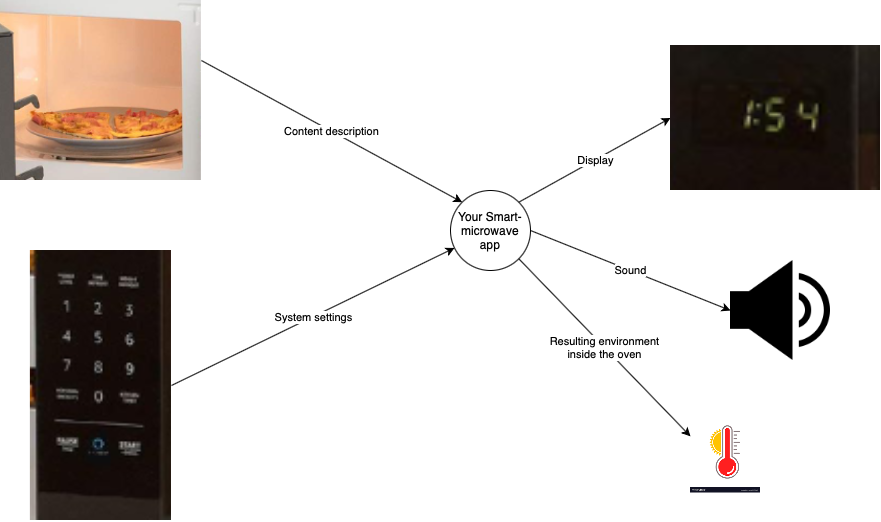 Content description
1:54
Display
Your Smart-
microwave
app
Sound
System settings
Resulting environment
inside the oven
1 2 3
4 5 6
7 8 9
0
START